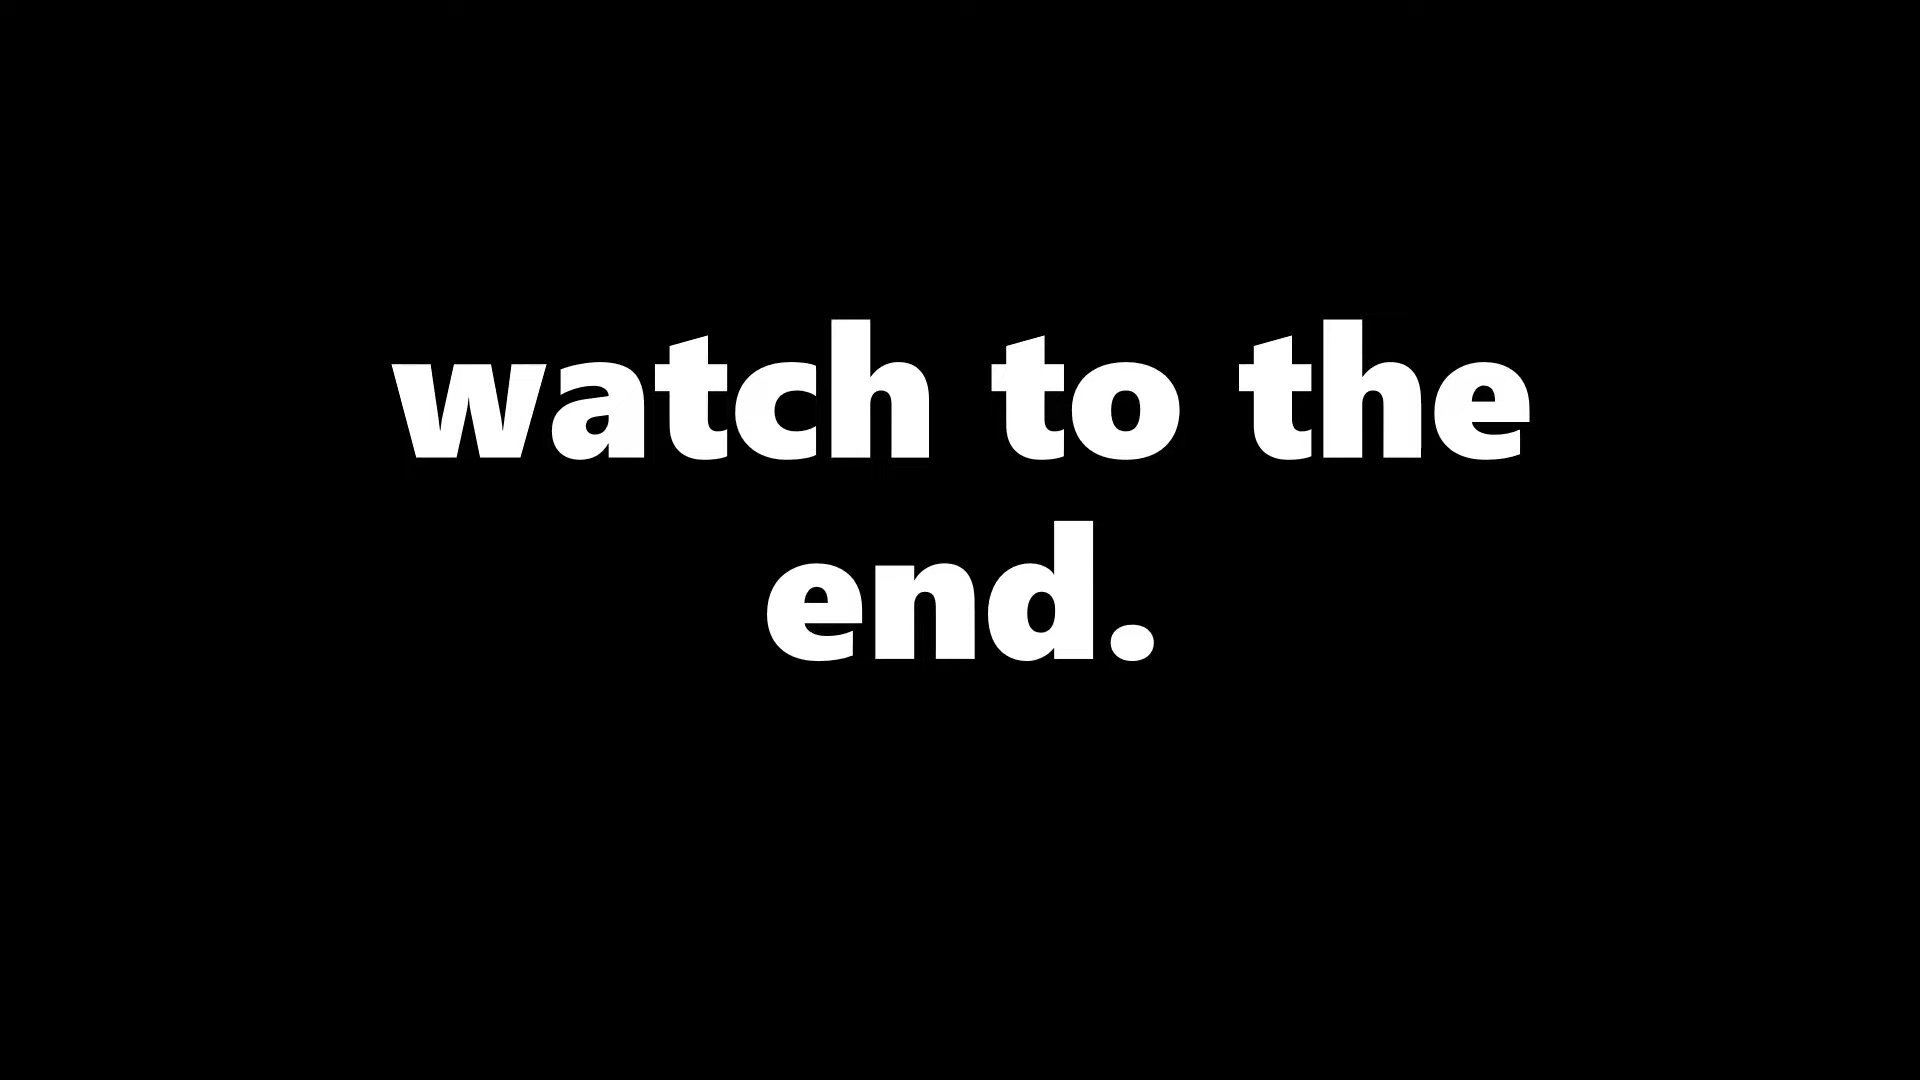 watch to the
end.